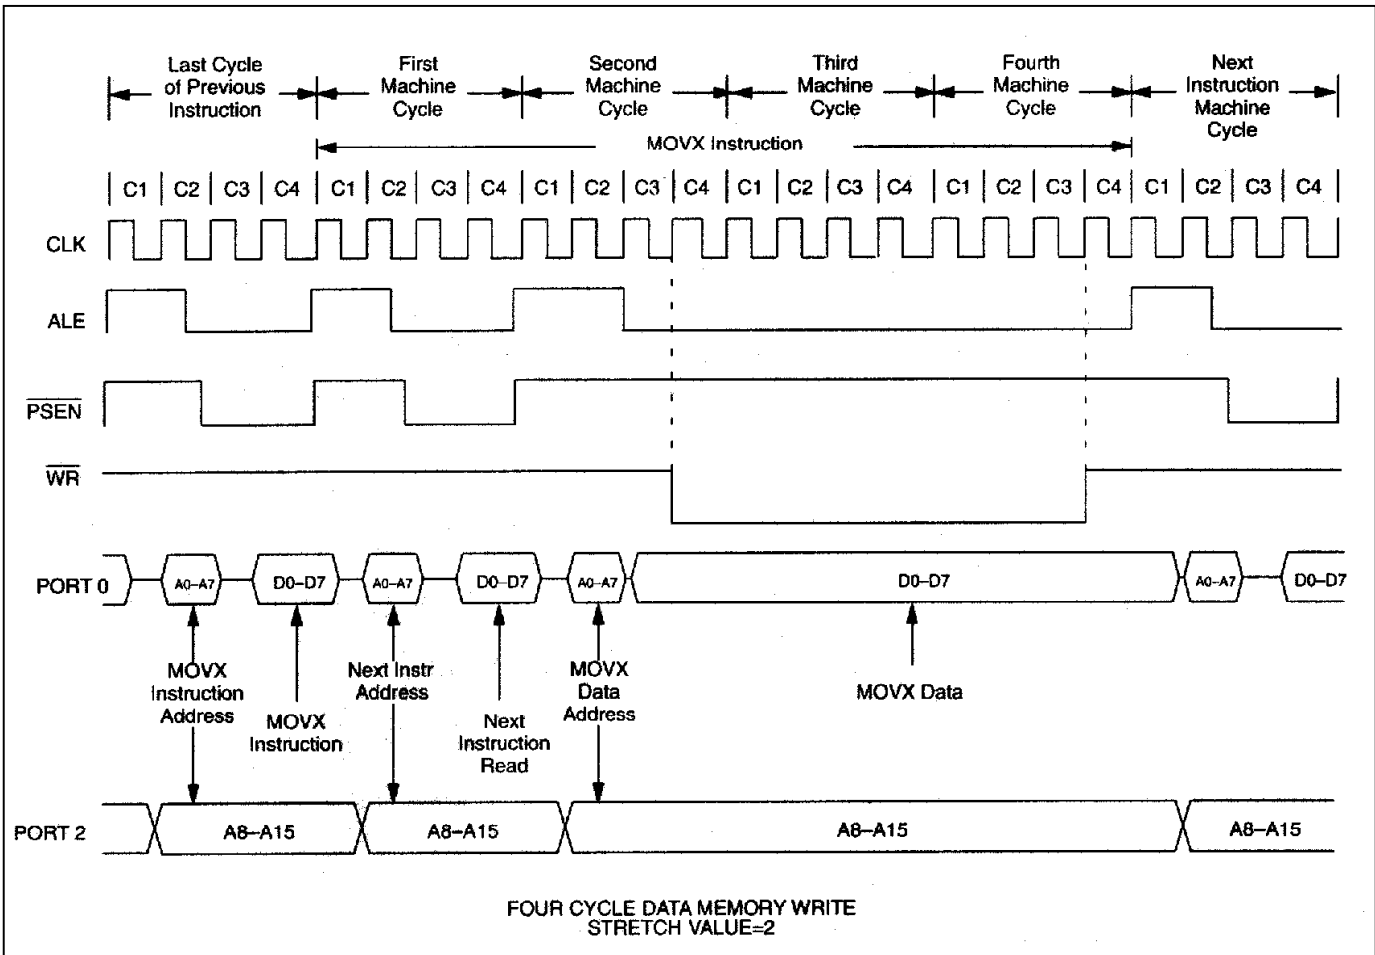 Last Cycle
of Previous
Instruction
First
Machine
Cycle
Second
Machine
Cycle
Third
Machine
Cycle
Fourth
Machine
Cycle
Next
Instruction
Machine
Cycle
MOVX Instruction
C1 C2 C3 C4 C1 C2 C3 C4 C1 C2 C3 C4 C1 C2 C3 C4 C1 C2 C3 C4 C1 C2 C3 C4
CLK
ALE
PSEN
WR
PORT 0 A0–A7 D0–D7 A0–A7 D0–D7 A0–A7 D0–D7 A0–A7 D0–D7
MOVX
Instruction
Address
MOVX
Instruction
Next Instr
Address
Next
Instruction
Read
MOVX
Data
Address
MOVX Data
PORT 2 A8–A15 A8–A15 A8–A15 A8–A15
FOUR CYCLE DATA MEMORY WRITE
STRETCH VALUE=2